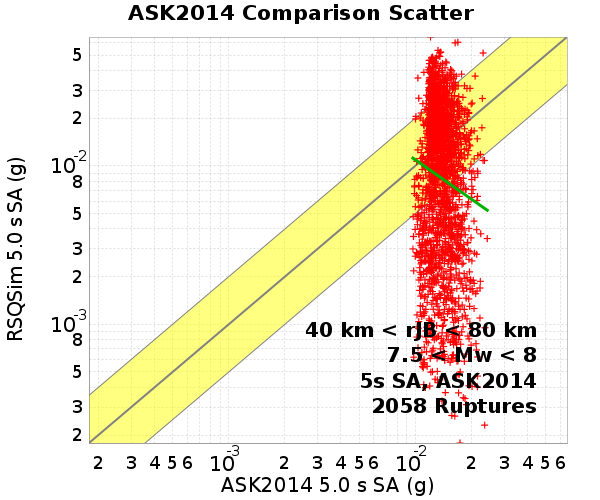 ASK2014 Comparison Scatter
RSQSim 5.0 s SA (g)
5
3
2
10-2
8
5
3
2
10-3
8
5
3
2
40 km < rJB < 80 km
7.5 < Mw < 8
5s SA, ASK2014
2058 Ruptures
2 3 4 5 6 10-3 2 3 4 5 6 10-2 2 3 4 5 6
ASK2014 5.0 s SA (g)